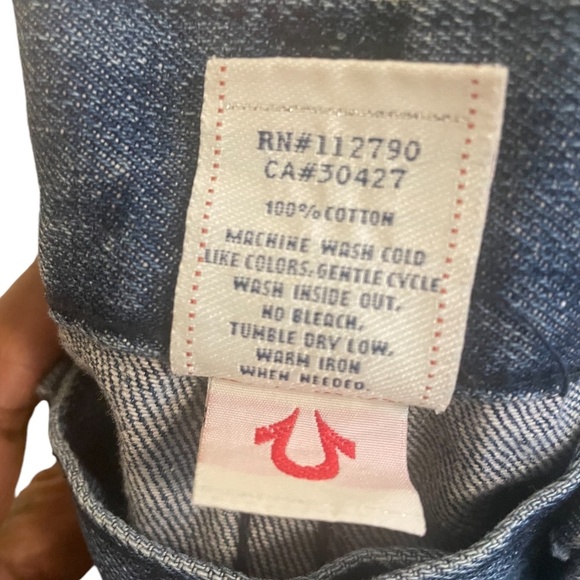 RN#112790
CA#30427
100% COTTON
MACHINE WASH COLD
LIKE COLORS. GENTLE CYCLE.
WASH INSIDE OUT,
NO BLEACH,
TUMBLE DRY LOW,
WARM IRON
WHEN NEEDED.